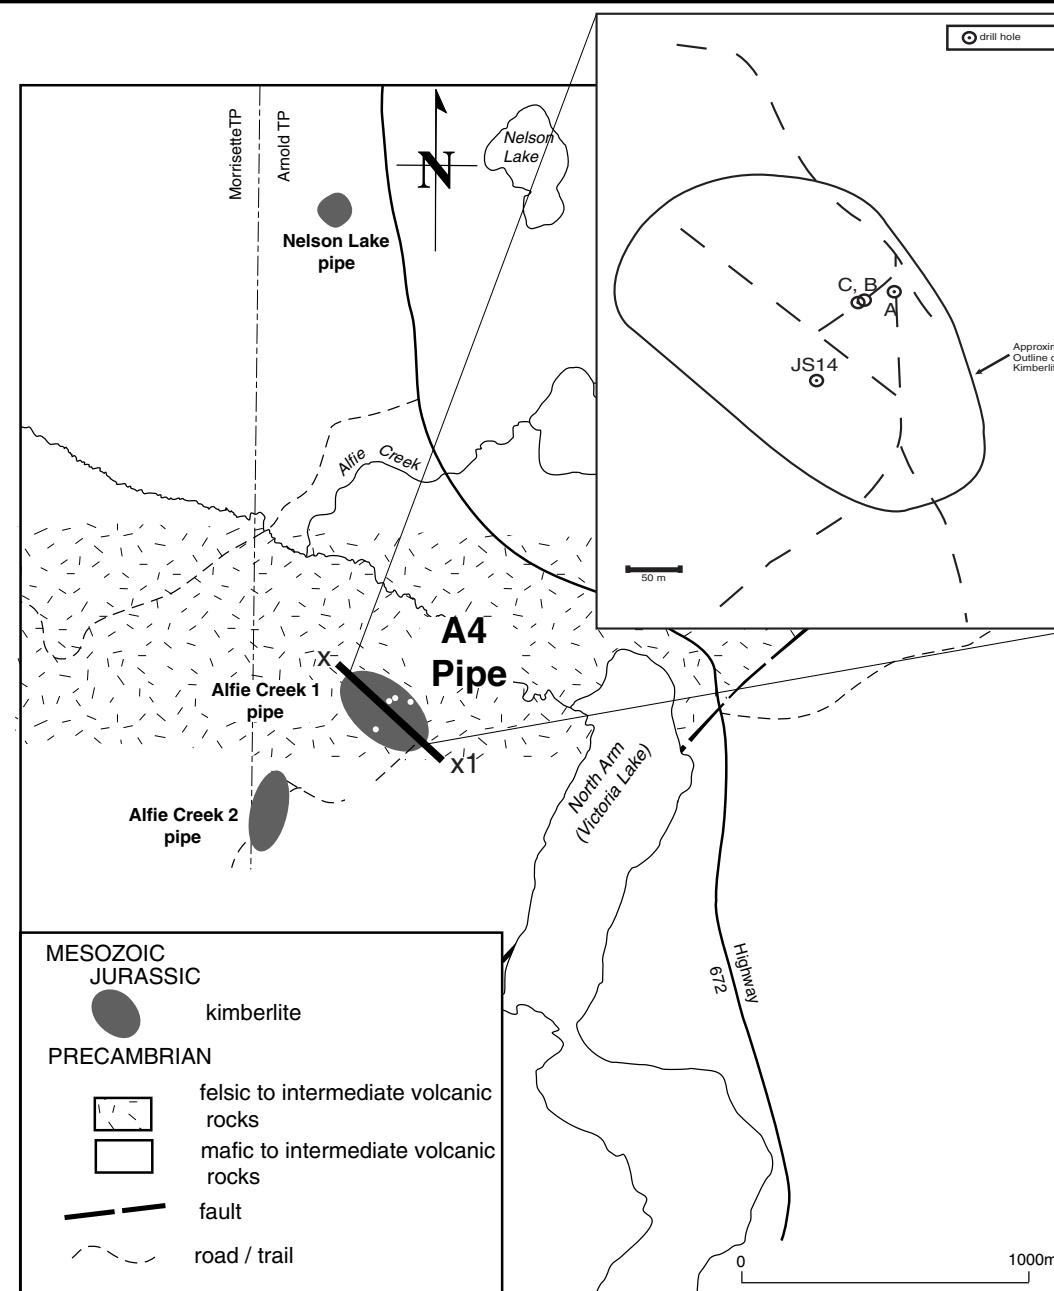 drill hole
MorrisetteTP
Arnold TP
N
Nelson
Lake
Nelson Lake
pipe
C, B
A
JS14
Outline
50 m
Alfie Creek
A4
Pipe
x
Alfie Creek 1
pipe
x1
North Arm
(Victoria Lake)
Alfie Creek 2
pipe
Highway
672
MESOZOIC
JURASSIC
kimberlite
PRECAMBRIAN
felsic to intermediate volcanic
rocks
mafic to intermediate volcanic
rocks
fault
road / trail
0
1000m